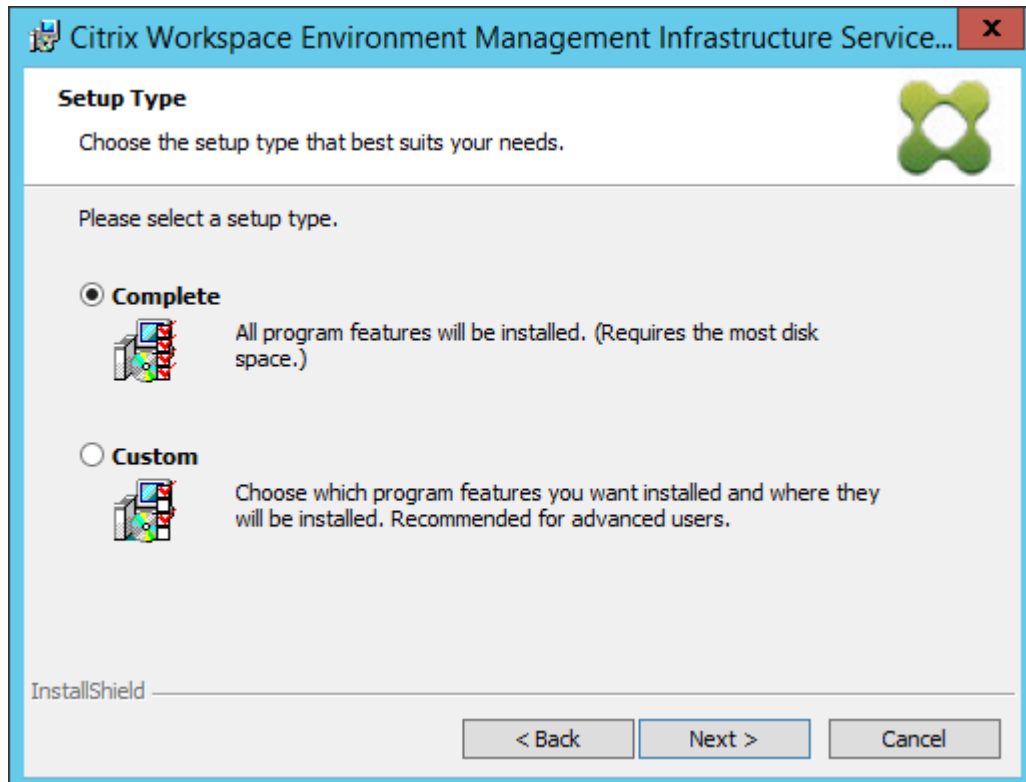 Citrix Workspace Environment Management Infrastructure Service...
x
Setup Type
Choose the setup type that best suits your needs.
Please select a setup type.
Complete
All program features will be installed. (Requires the most disk
space.)
Custom
Choose which program features you want installed and where they
will be installed. Recommended for advanced users.
InstallShield
< Back
Next >
Cancel